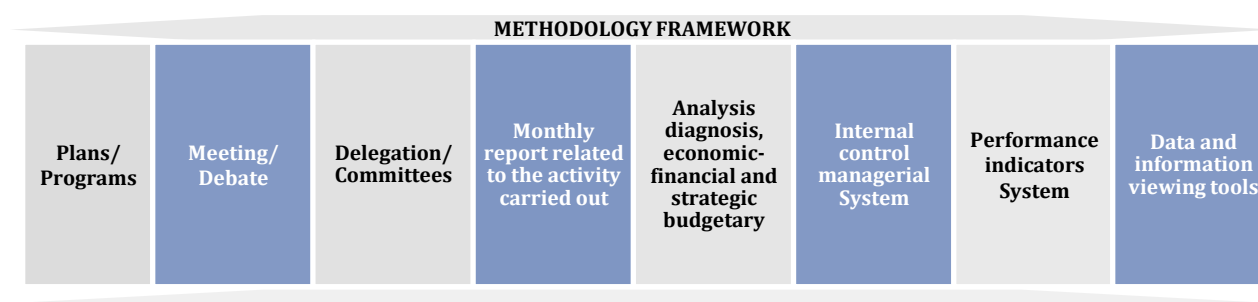 METHODOLOGY FRAMEWORK
Plans/
Programs
Meeting/
Debate
Delegation/
Committees
Monthly
report related
to the activity
carried out
Analysis
diagnosis,
economic-
financial and
strategic
budgetary
Internal
control
managerial
System
Performance
indicators
System
Data and
information
viewing tools